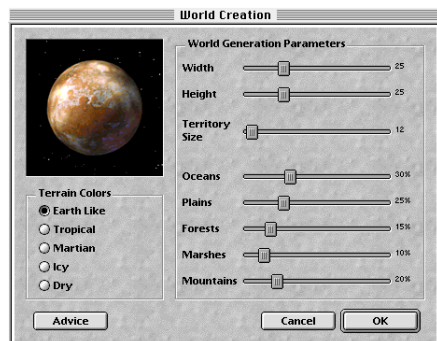 World Creation
World Generation Parameters
Width 25
Height 25
Territory
Size 12
Oceans 30%
Plains 25%
Forests 15%
Marshes 10%
Mountains 20%
Terrain Colors
Earth Like
Tropical
Martian
Icy
Dry
Advice
Cancel
OK